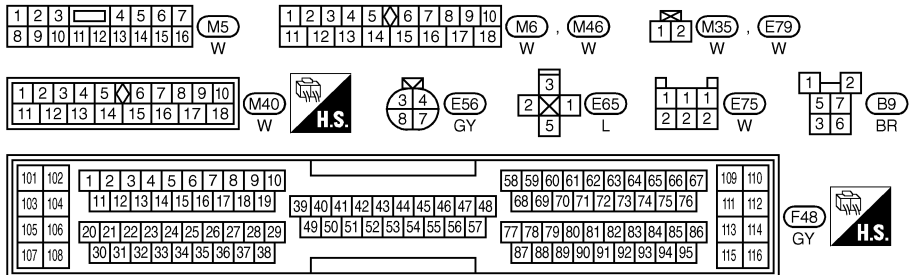 1 2 3 4 5 6 7
8 9 10 11 12 13 14 15 16
M5
W
1 2 3 4 5 6 7 8 9 10
11 12 13 14 15 16 17 18
M6 , M46
W W
1 2
M35 , E79
W W
1 2 3 4 5 6 7 8 9 10
11 12 13 14 15 16 17 18
M40
W
H.S.
3 4
8 7
E56
GY
3
2 1
5
E65
L
1 1 1
2 2 2
E75
W
1 2
5 7
3 6
B9
BR
101 102
103 104
105 106
107 108
1 2 3 4 5 6 7 8 9 10
11 12 13 14 15 16 17 18 19
20 21 22 23 24 25 26 27 28 29
30 31 32 33 34 35 36 37 38
39 40 41 42 43 44 45 46 47 48
49 50 51 52 53 54 55 56 57
58 59 60 61 62 63 64 65 66 67
68 69 70 71 72 73 74 75 76
77 78 79 80 81 82 83 84 85 86
87 88 89 90 91 92 93 94 95
109 110
111 112
113 114
115 116
F48
GY
H.S.